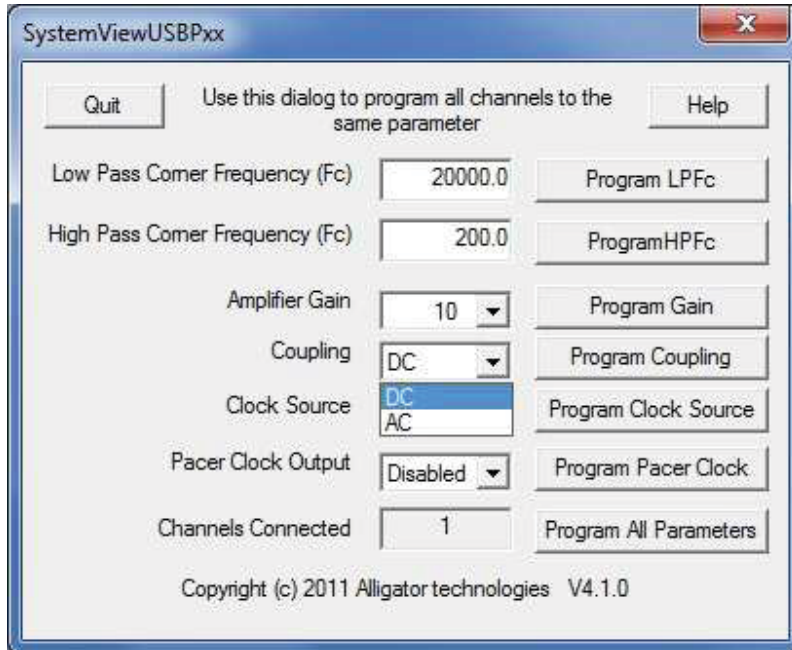 SystemViewUSBPxx
Quit
Use this dialog to program all channels to the
same parameter
Help
Low Pass Corner Frequency (Fc)
20000.0
Program LPFc
High Pass Corner Frequency (Fc)
200.0
ProgramHPFc
Amplifier Gain
10
Program Gain
Coupling
DC
Program Coupling
DC
AC
Clock Source
Program Clock Source
Pacer Clock Output
Disabled
Program Pacer Clock
Channels Connected
1
Program All Parameters
Copyright (c) 2011 Alligator technologies V4.1.0